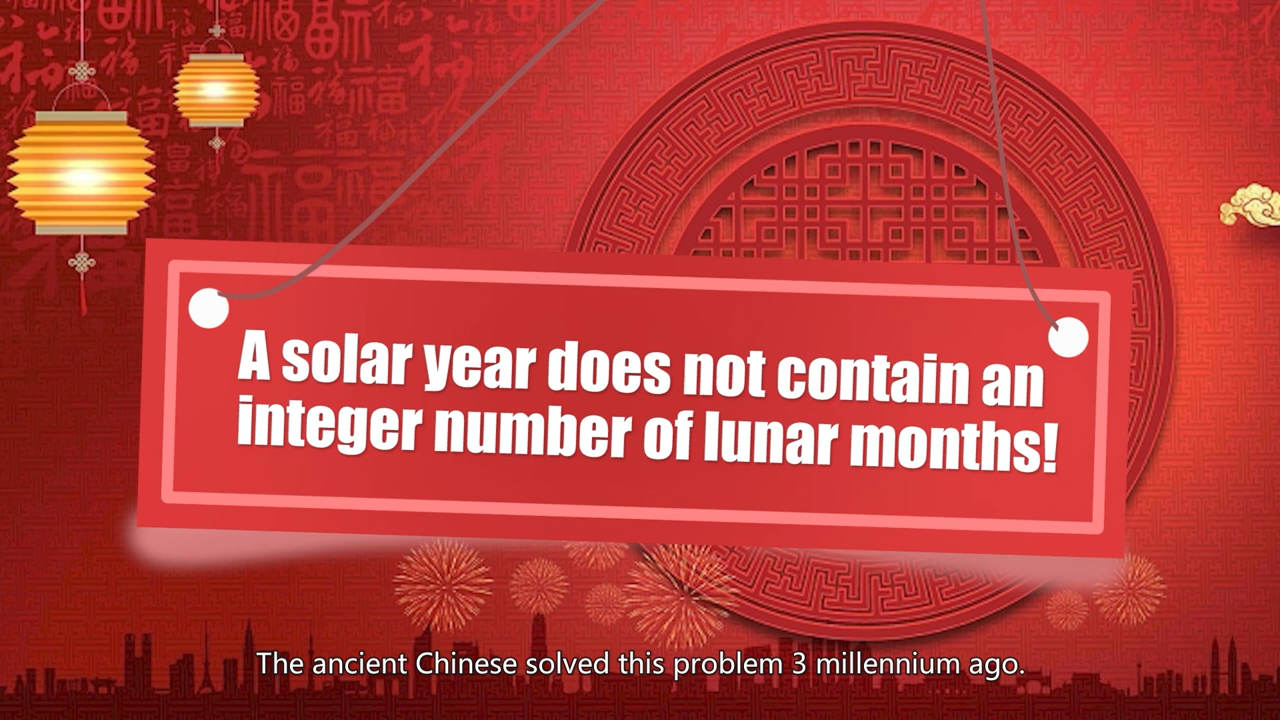 A solar year does not contain an
integer number of lunar months!
The ancient Chinese solved this problem 3 millennium ago.